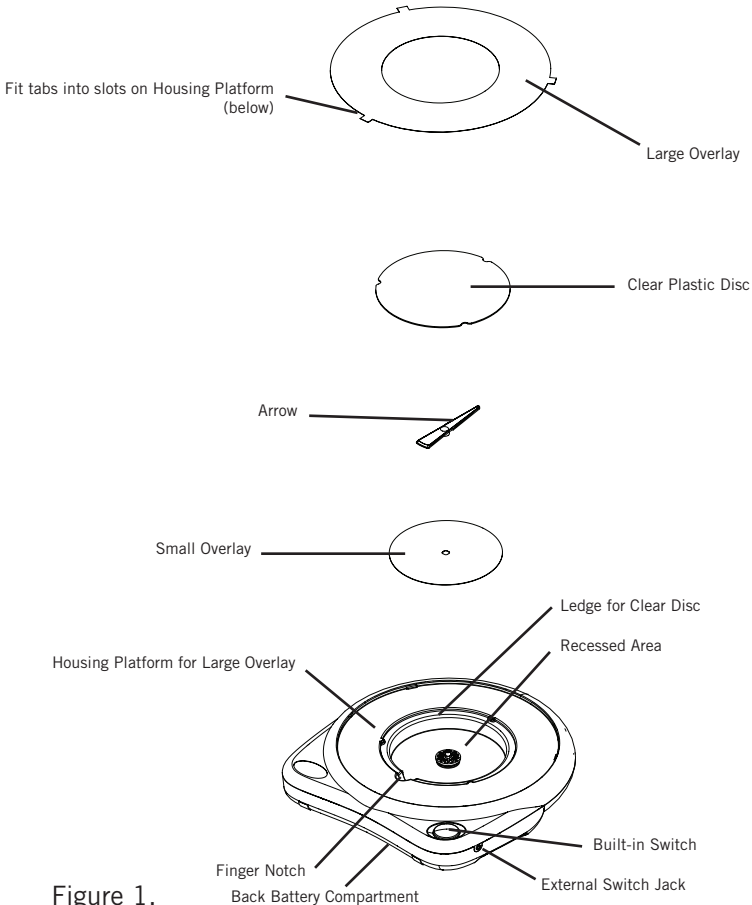 Fit tabs into slots on Housing Platform
(below)
Large Overlay
Clear Plastic Disc
Arrow
Small Overlay
Ledge for Clear Disc
Recessed Area
Housing Platform for Large Overlay
Built-in Switch
Finger Notch
External Switch Jack
Back Battery Compartment
Figure 1.